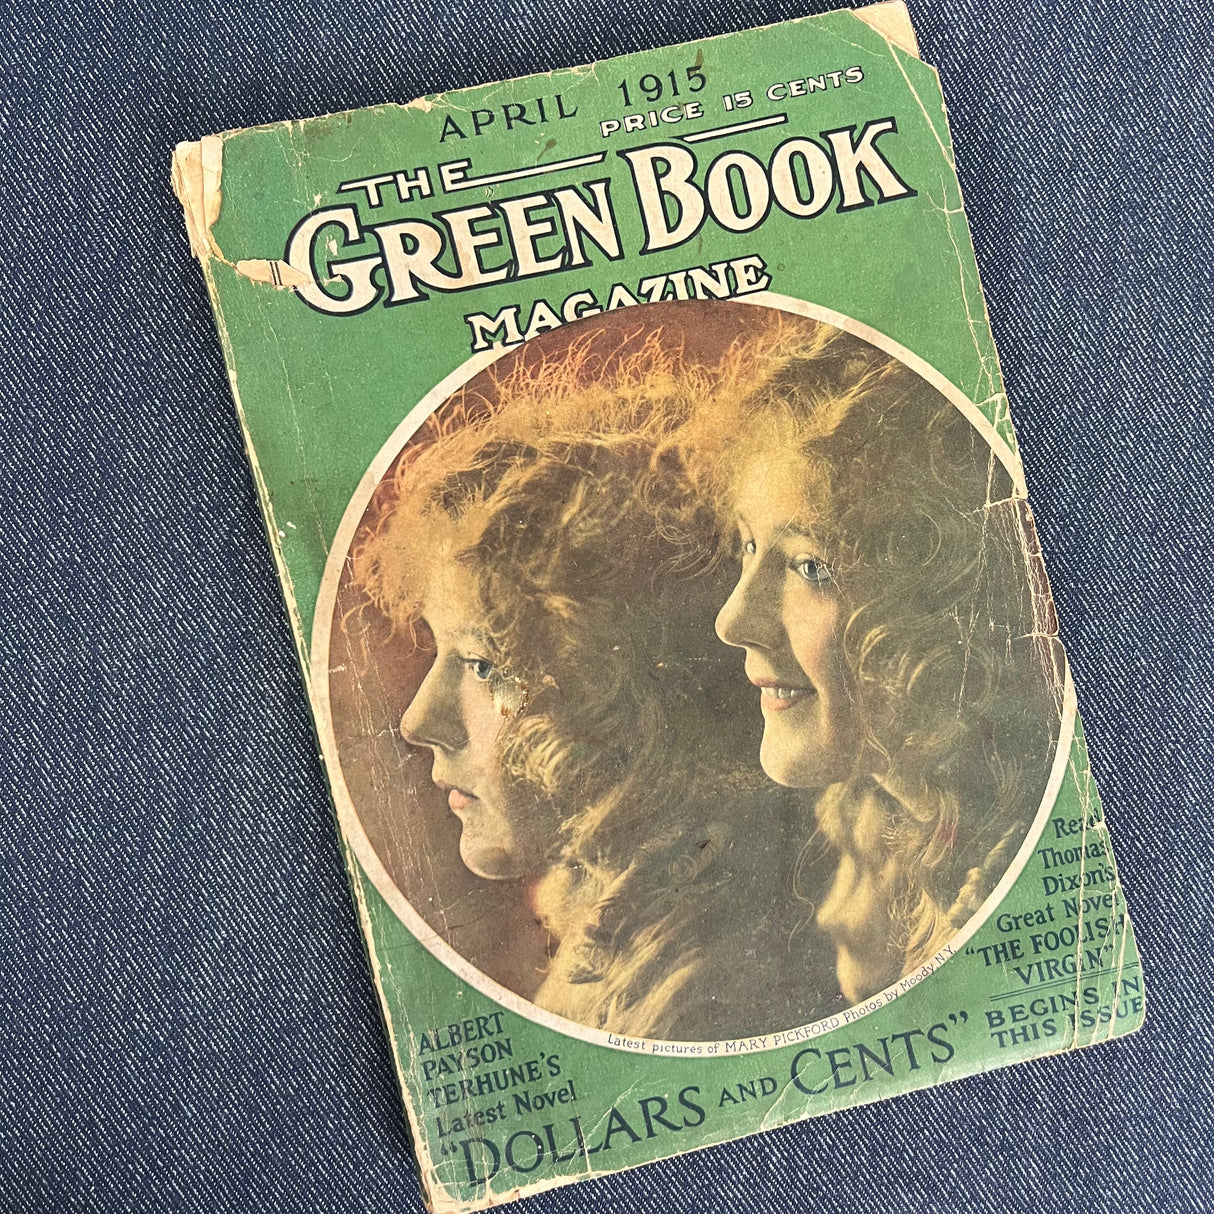 APRIL 1915
PRICE 15 CENTS
THE
GREEN BOOK
MAGAZINE
Read
Thomas
Dixon's
Great Novel
"THE FOOLISH
VIRGIN"
BEGINS IN
THIS ISSUE
Latest pictures of MARY PICKFORD Photos by Moody, N.Y.
ALBERT
PAYSON
TERHUNE'S
Latest Novel
"DOLLARS AND CENTS"